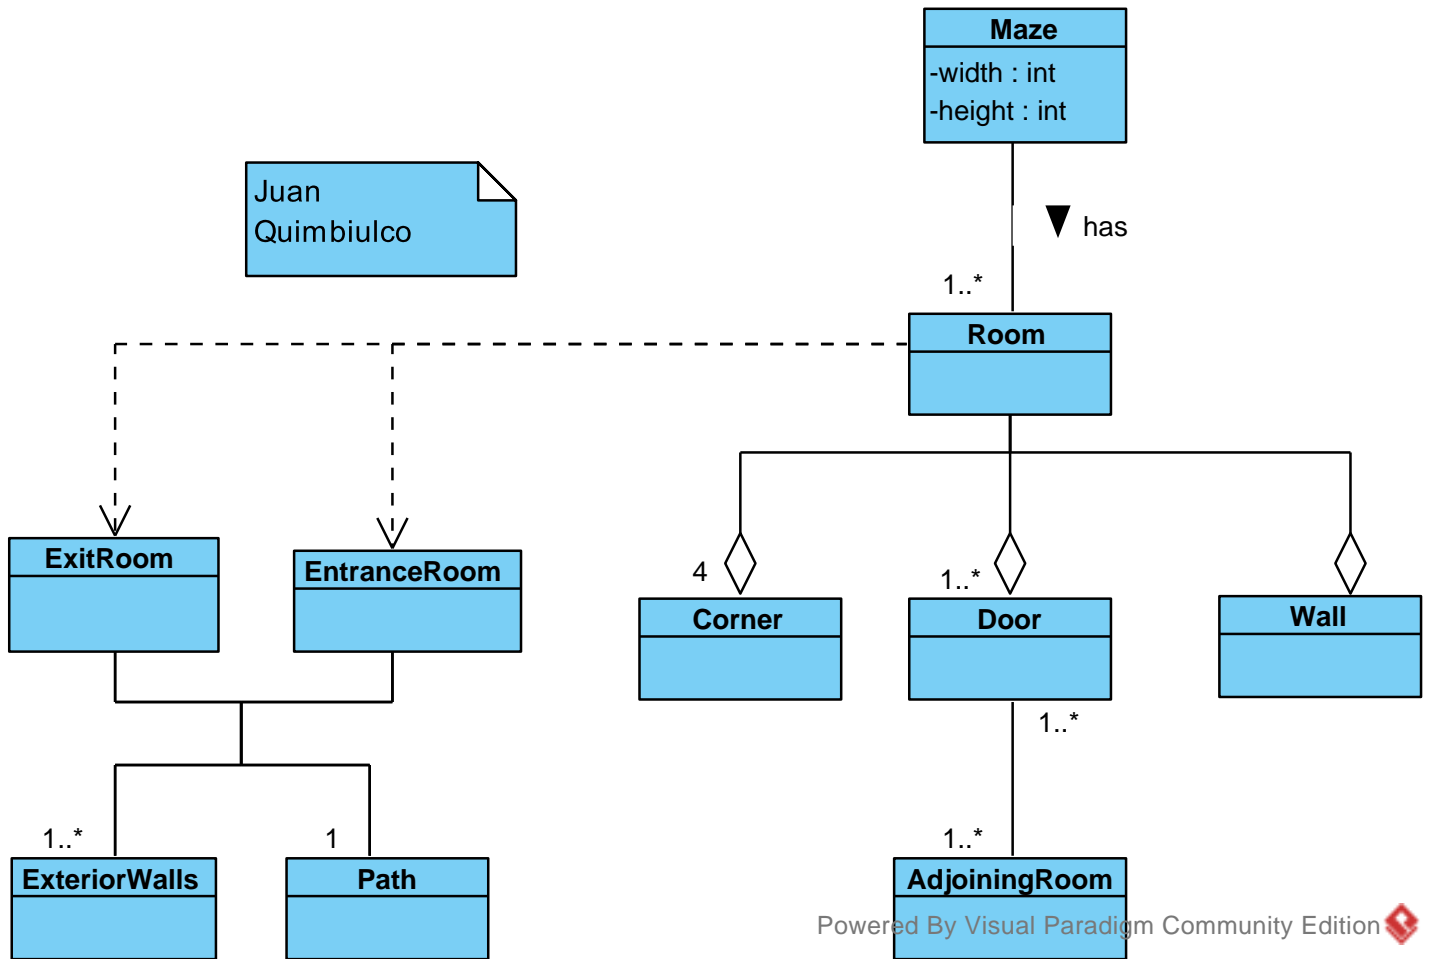 Maze
-width : int
-height : int
Juan
Quimbiulco
has
1..*
Room
ExitRoom
EntranceRoom
4
1..*
Corner
Door
Wall
1..*
1..*
1
1..*
ExteriorWalls
Path
AdjoiningRoom
Powered By Visual Paradigm Community Edition